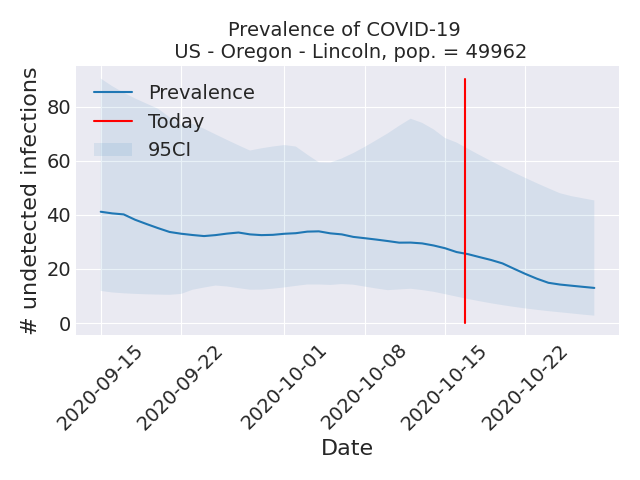 Prevalence of COVID-19
US - Oregon - Lincoln, pop. = 49962
# undetected infections
80
60
40
20
0
Prevalence
Today
95CI
2020-09-15
2020-09-22
2020-10-01
2020-10-08
2020-10-15
2020-10-22
Date